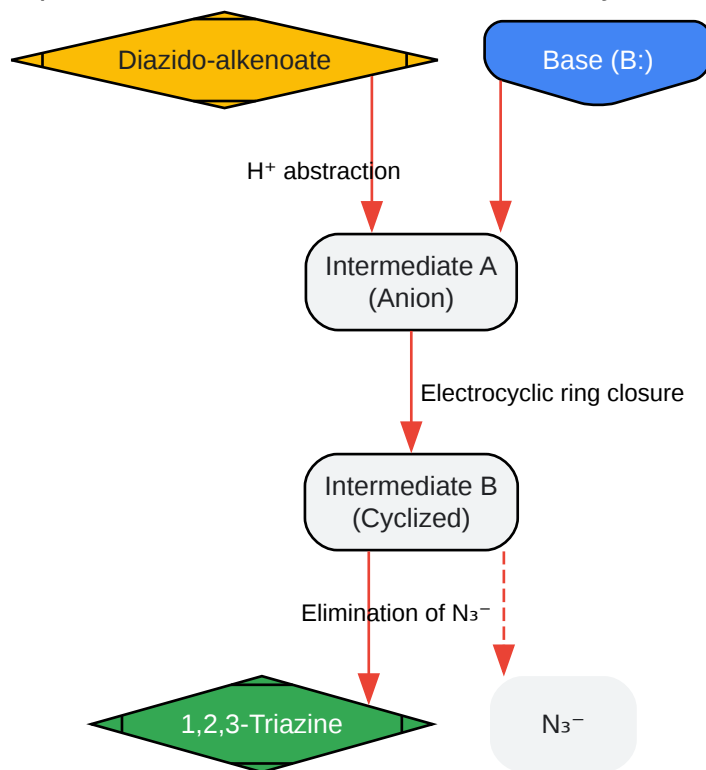 Diazido-alkenoate
Base (B:)
H⁺ abstraction
Intermediate A
(Anion)
Electrocyclic ring closure
Intermediate B
(Cyclized)
Elimination of N₃⁻
1,2,3-Triazine
N₃⁻